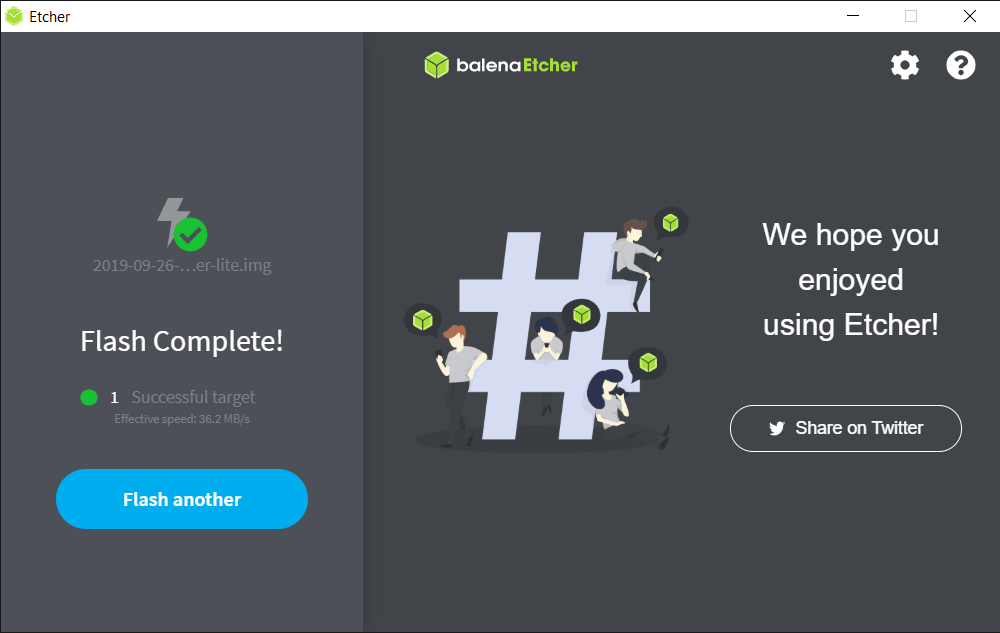 Etcher
balenaEtcher
2019-09-26-…er-lite.img
Flash Complete!
1 Successful target
Effective speed: 36.2 MB/s
Flash another
We hope you
enjoyed
using Etcher!
Share on Twitter